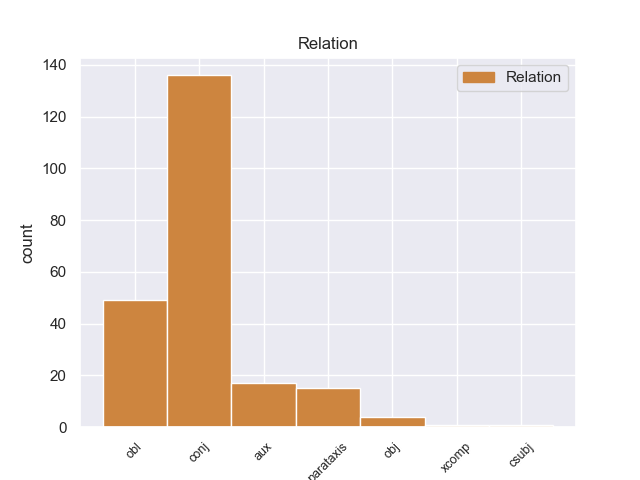 Relation
Relation
count
140
120
100
80
60
40
20
0
obl
conj
aux
parataxis
obj
xcomp
csubj